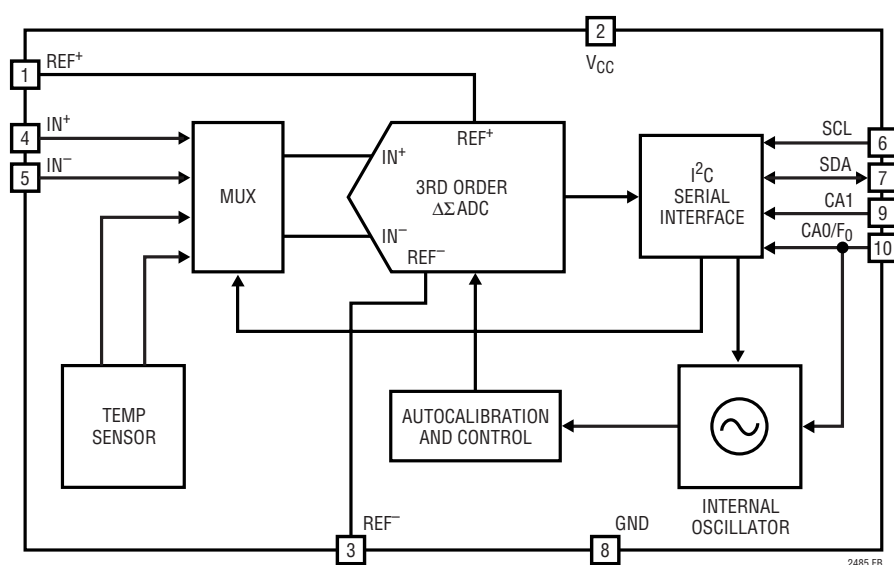 2
VCC
1
REF+
4
IN+
5
IN−
MUX
REF+
IN+
3RD ORDER
ΔΣ ADC
IN−
REF−
I2C
SERIAL
INTERFACE
SCL
6
SDA
7
CA1
9
CA0/F0
10
TEMP
SENSOR
AUTOCALIBRATION
AND CONTROL
INTERNAL
OSCILLATOR
REF−
3
GND
8
2485 FB